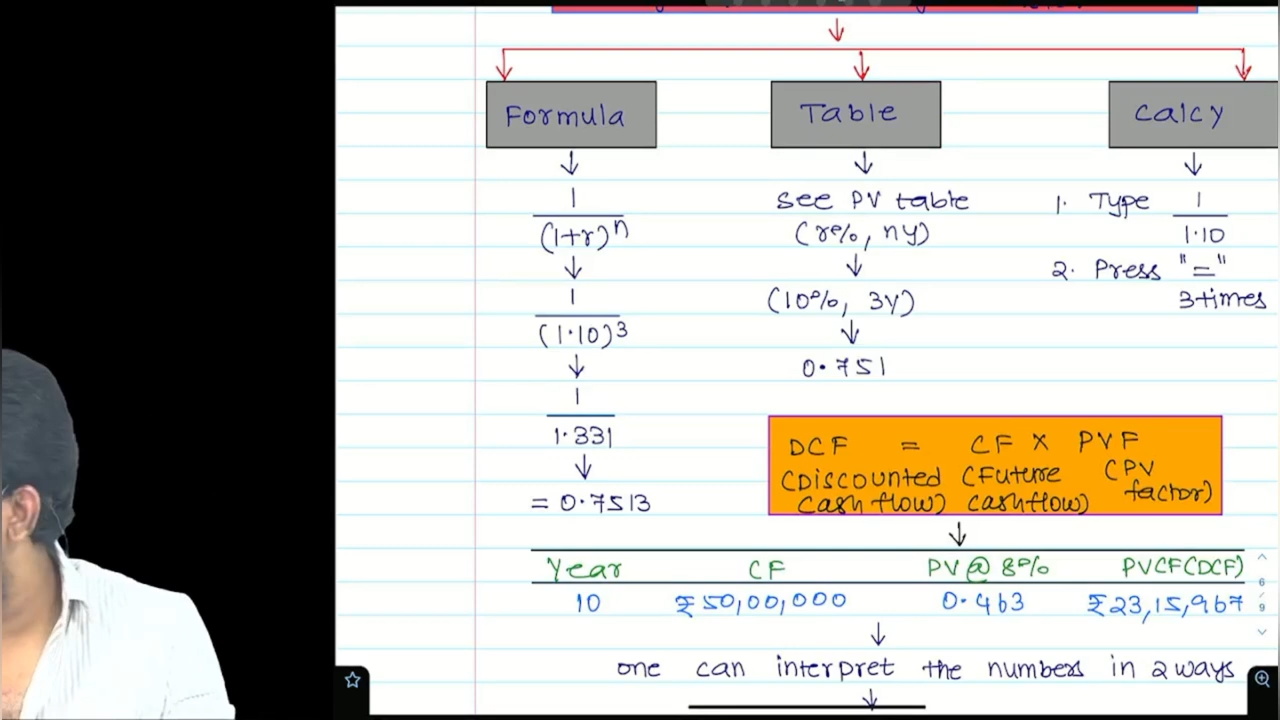 Formula
Table
Calcy
1
(1+r)^n
1
(1.10)^3
1
1.331
= 0.7513
See PV table
(r%, ny)
(10%, 3y)
0.751
1. Type 1
1.10
2. Press "="
3 times
DCF = CF X PVF
(Discounted (Future (PV
Cash flow) cashflow) factor)
Year CF PV@ 8% PVCF(DCF)
10 ₹50,00,000 0.463 ₹23,15,967
one can interpret the numbers in 2 ways
6
9